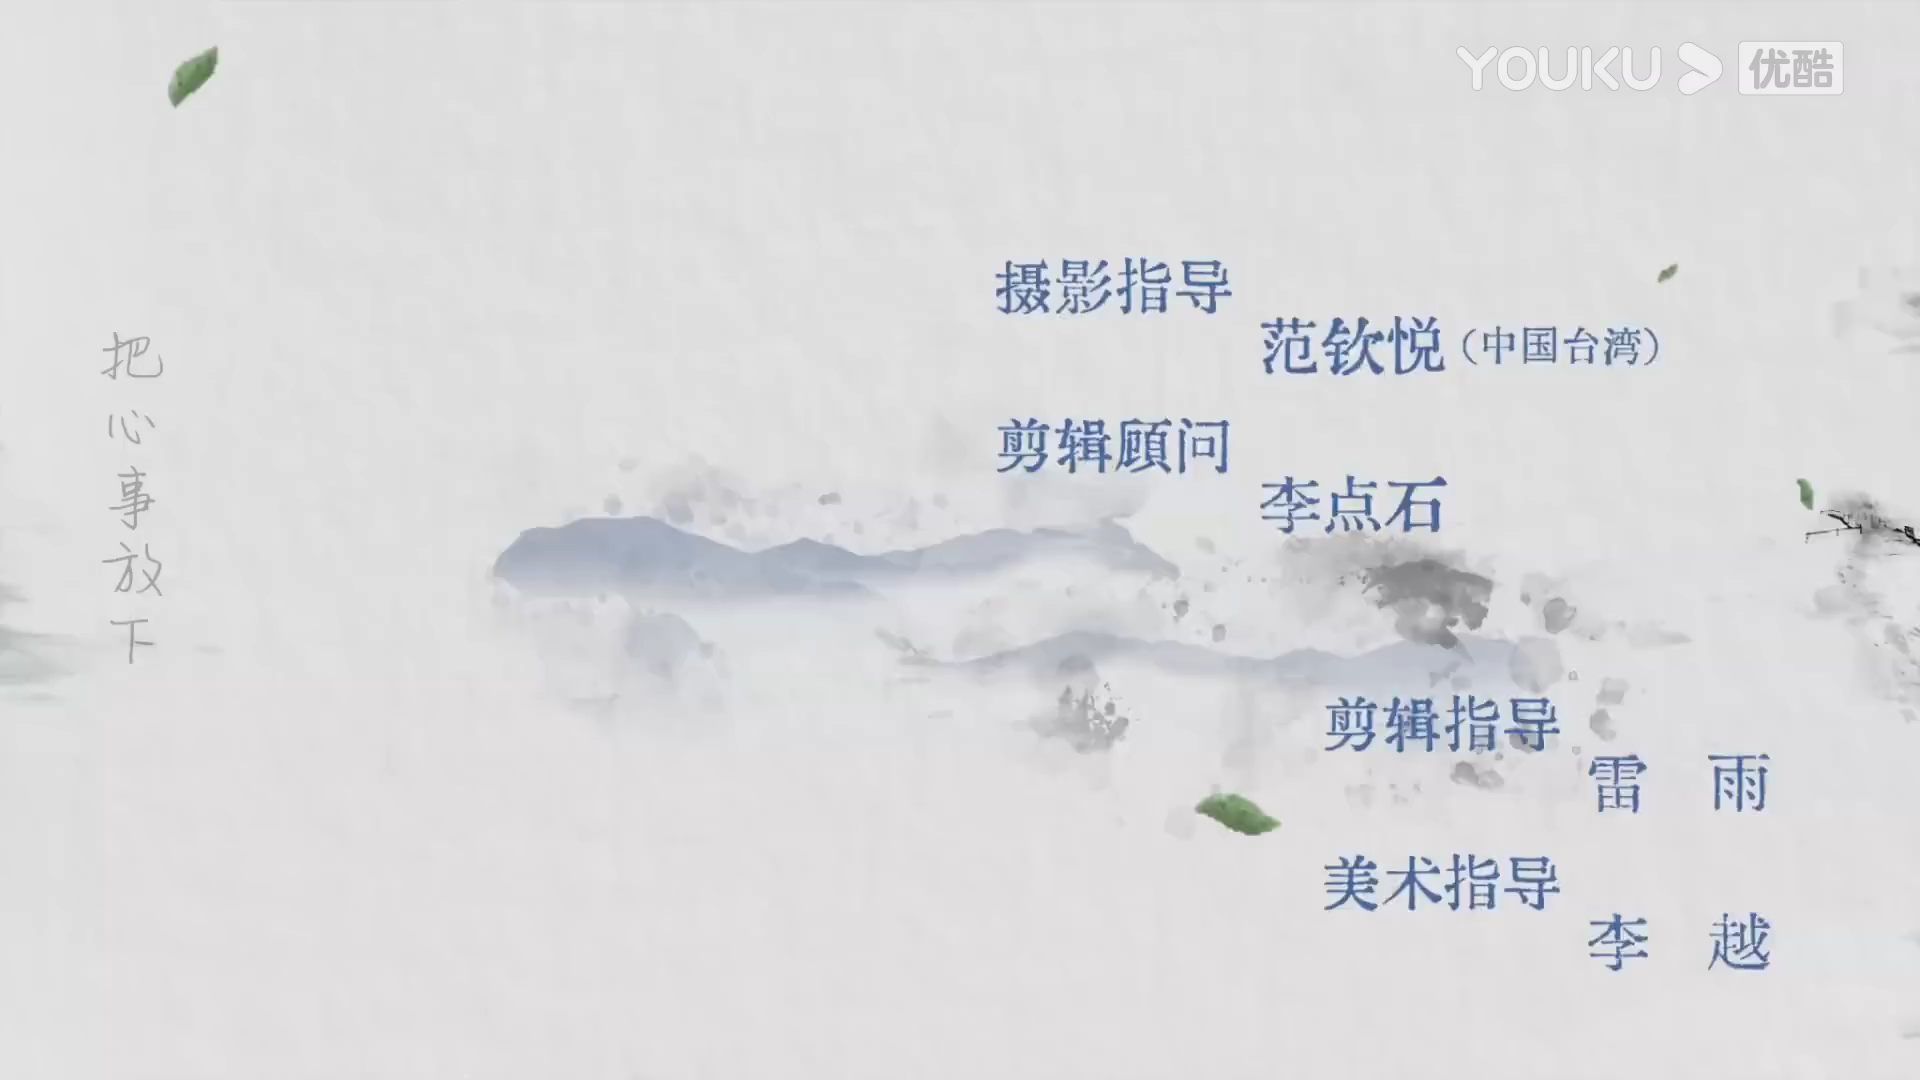 YOUKU 优酷
摄影指导
范钦悦（中国台湾）
剪辑顧问
李点石
把心事放下
剪辑指导
雷 雨
美术指导
李 越